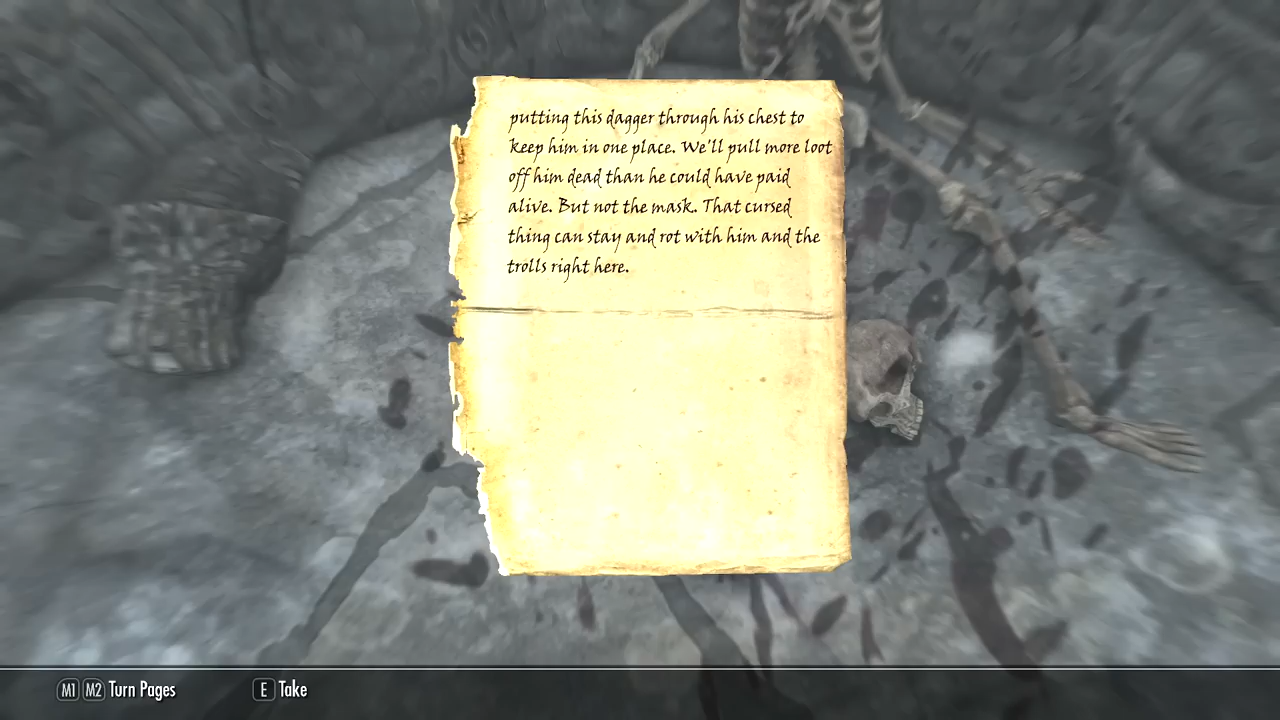 putting this dagger through his chest to
keep him in one place. We'll pull more loot
off him dead than he could have paid
alive. But not the mask. That cursed
thing can stay and rot with him and the
trolls right here.
M1 M2 Turn Pages E Take